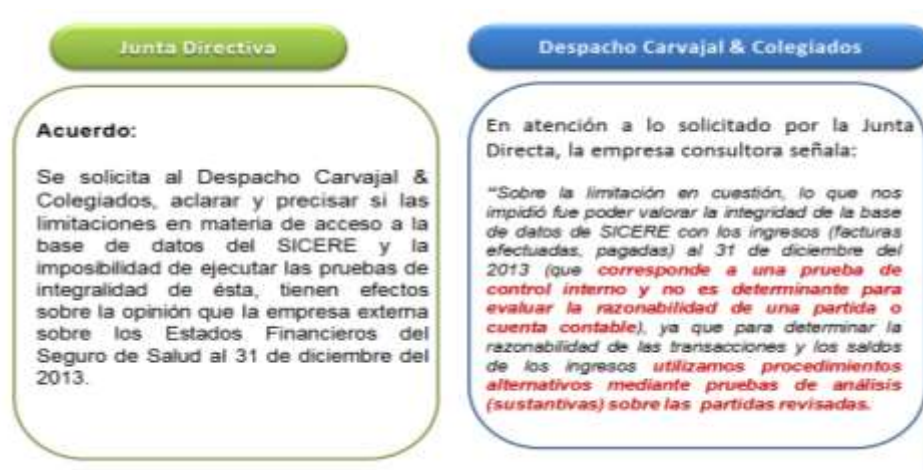 Junta Directiva
Acuerdo:
Se solicita al Despacho Carvajal &
Colegiados, aclarar y precisar si las
limitaciones en materia de acceso a la
base de datos del SICERE y la
imposibilidad de ejecutar las pruebas de
integralidad de ésta, tienen efectos
sobre la opinión que la empresa externa
sobre los Estados Financieros del
Seguro de Salud al 31 de diciembre del
2013.
Despacho Carvajal & Colegiados
En atención a lo solicitado por la Junta
Directa, la empresa consultora señala:
"Sobre la limitación en cuestión, lo que nos
impidió fue poder valorar la integridad de la base
de datos de SICERE con los ingresos (facturas
efectuadas, pagadas) al 31 de diciembre del
2013 (que corresponde a una prueba de
control interno y no es determinante para
evaluar la razonabilidad de una partida o
cuenta contable), ya que para determinar la
razonabilidad de las transacciones y los saldos
de los ingresos utilizamos procedimientos
alternativos mediante pruebas de análisis
(sustantivas) sobre las partidas revisadas.